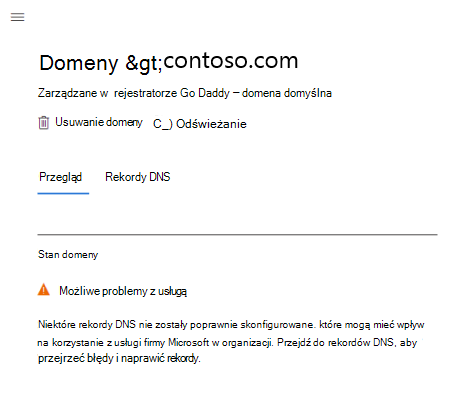 Domeny &gt;contoso.com
Zarządzane w rejestratorze Go Daddy – domena domyślna
Usuwanie domeny C_) Odświeżanie
Przegląd Rekordy DNS
Stan domeny
Możliwe problemy z usługą
Niektóre rekordy DNS nie zostały poprawnie skonfigurowane. które mogą mieć wpływ
na korzystanie z usługi firmy Microsoft w organizacji. Przejdź do rekordów DNS, aby
przejrzeć błędy i naprawić rekordy.